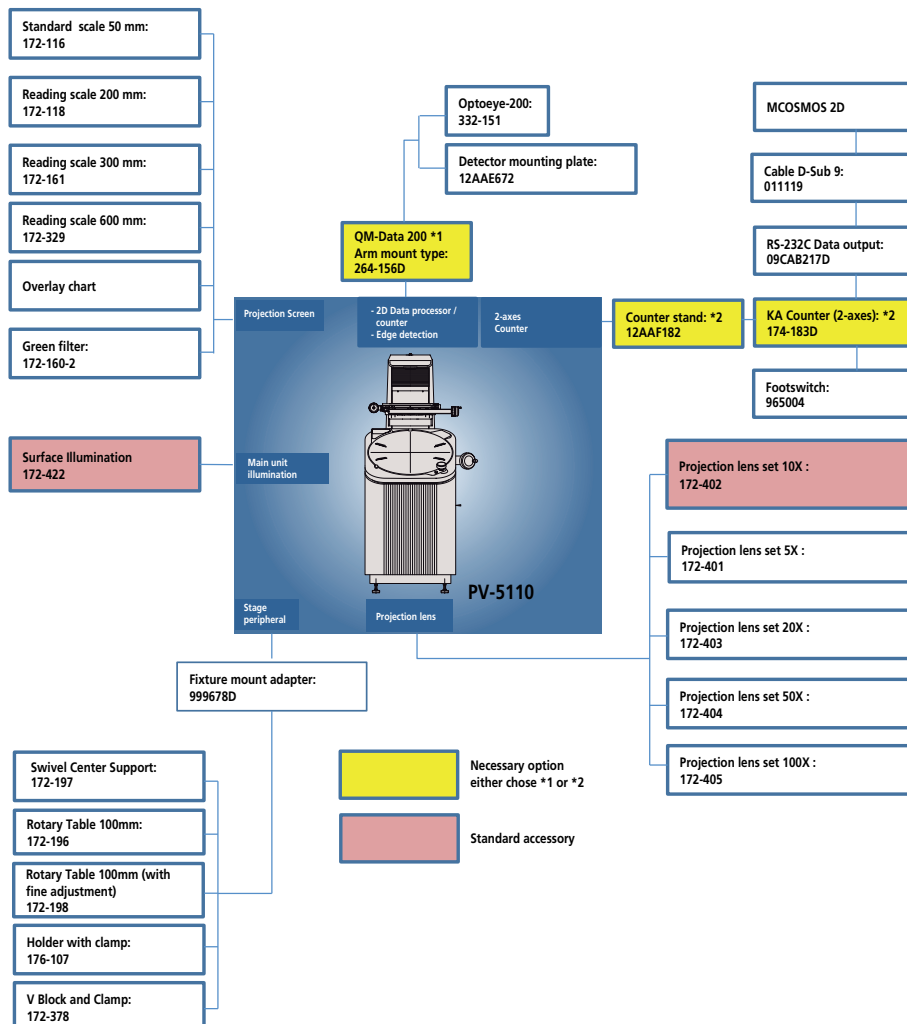 Standard scale 50 mm:
172-116
Reading scale 200 mm:
172-118
Reading scale 300 mm:
172-161
Reading scale 600 mm:
172-329
Overlay chart
Green filter:
172-160-2
Surface Illumination
172-422
Optoeye-200:
332-151
Detector mounting plate:
12AAE672
QM-Data 200 *1
Arm mount type:
264-156D
MCOSMOS 2D
Cable D-Sub 9:
011119
RS-232C Data output:
09CAB217D
Counter stand: *2
12AAF182
KA Counter (2-axes): *2
174-183D
Footswitch:
965004
Projection Screen
- 2D Data processor /
counter
- Edge detection
2-axes
Counter
Main unit
illumination
PV-5110
Stage
peripheral
Projection lens
Projection lens set 10X :
172-402
Projection lens set 5X :
172-401
Projection lens set 20X :
172-403
Projection lens set 50X :
172-404
Projection lens set 100X :
172-405
Fixture mount adapter:
999678D
Swivel Center Support:
172-197
Rotary Table 100mm:
172-196
Rotary Table 100mm (with
fine adjustment)
172-198
Holder with clamp:
176-107
V Block and Clamp:
172-378
Necessary option
either chose *1 or *2
Standard accessory